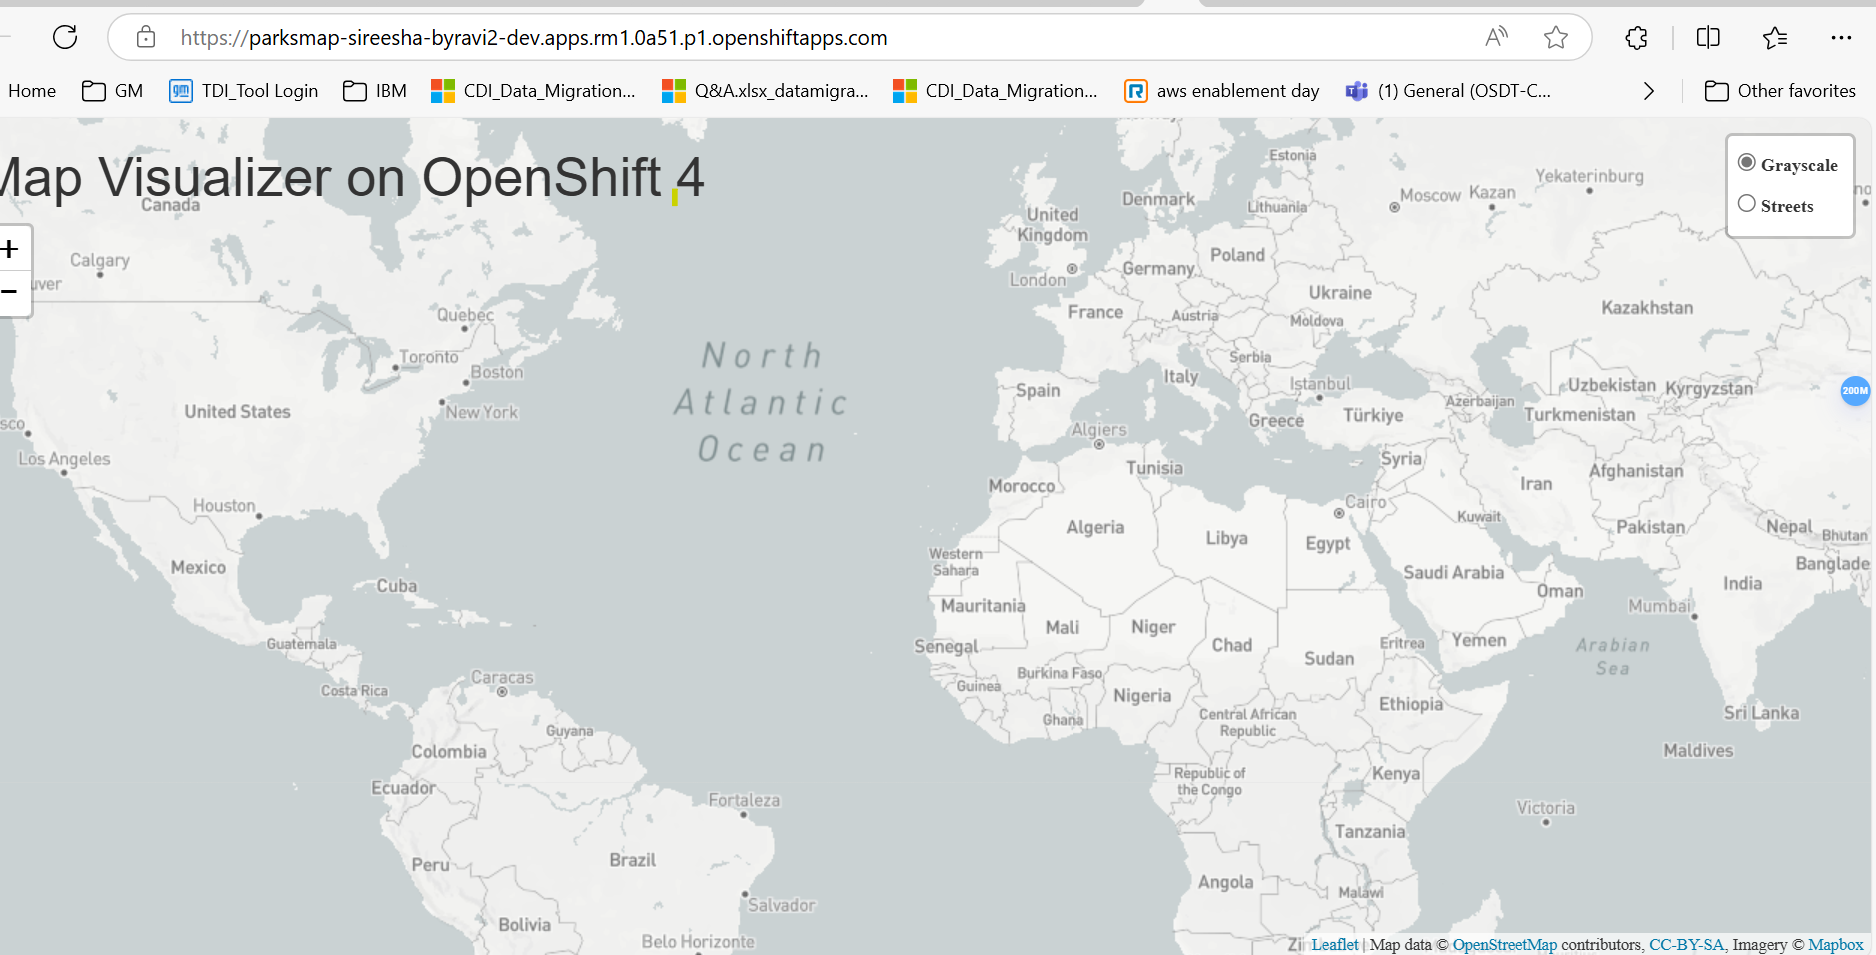 https://parksmap-sireesha-byravi2-dev.apps.rm1.0a51.p1.openshiftapps.com
Home GM TDI_Tool Login IBM CDI_Data_Migration... Q&A.xlsx_datamigra... CDI_Data_Migration... aws enablement day (1) General (OSDT-C... Other favorites
Map Visualizer on OpenShift 4
Grayscale
Streets
+
−
Canada
Calgary
uver
Quebec
Toronto
Boston
New York
United States
sco
Los Angeles
Houston
Mexico
Cuba
Guatemala
Costa Rica
Caracas
Guyana
Colombia
Ecuador
Fortaleza
Peru
Brazil
Salvador
Bolivia
Belo Horizonte
North
Atlantic
Ocean
Estonia
Yekaterinburg
Moscow
Kazan
Denmark
Lithuania
United
Kingdom
London
Germany
Poland
Ukraine
Kazakhstan
France
Austria
Moldova
Serbia
Italy
Spain
Istanbul
Greece
Türkiye
Azerbaijan
Uzbekistan
Kyrgyzstan
Turkmenistan
200M
Algiers
Tunisia
Syria
Afghanistan
Iran
Morocco
Cairo
Kuwait
Pakistan
Nepal
Bhutan
Algeria
Libya
Egypt
Western
Sahara
Saudi Arabia
Oman
India
Banglade
Mauritania
Mali
Niger
Chad
Sudan
Eritrea
Yemen
Mumbai
Arabian
Sea
Senegal
Burkina Faso
Guinea
Nigeria
Ghana
Central African
Republic
Ethiopia
Sri Lanka
Maldives
Republic of
the Congo
Kenya
Victoria
Tanzania
Angola
Malawi
Leaflet | Map data © OpenStreetMap contributors, CC-BY-SA, Imagery © Mapbox